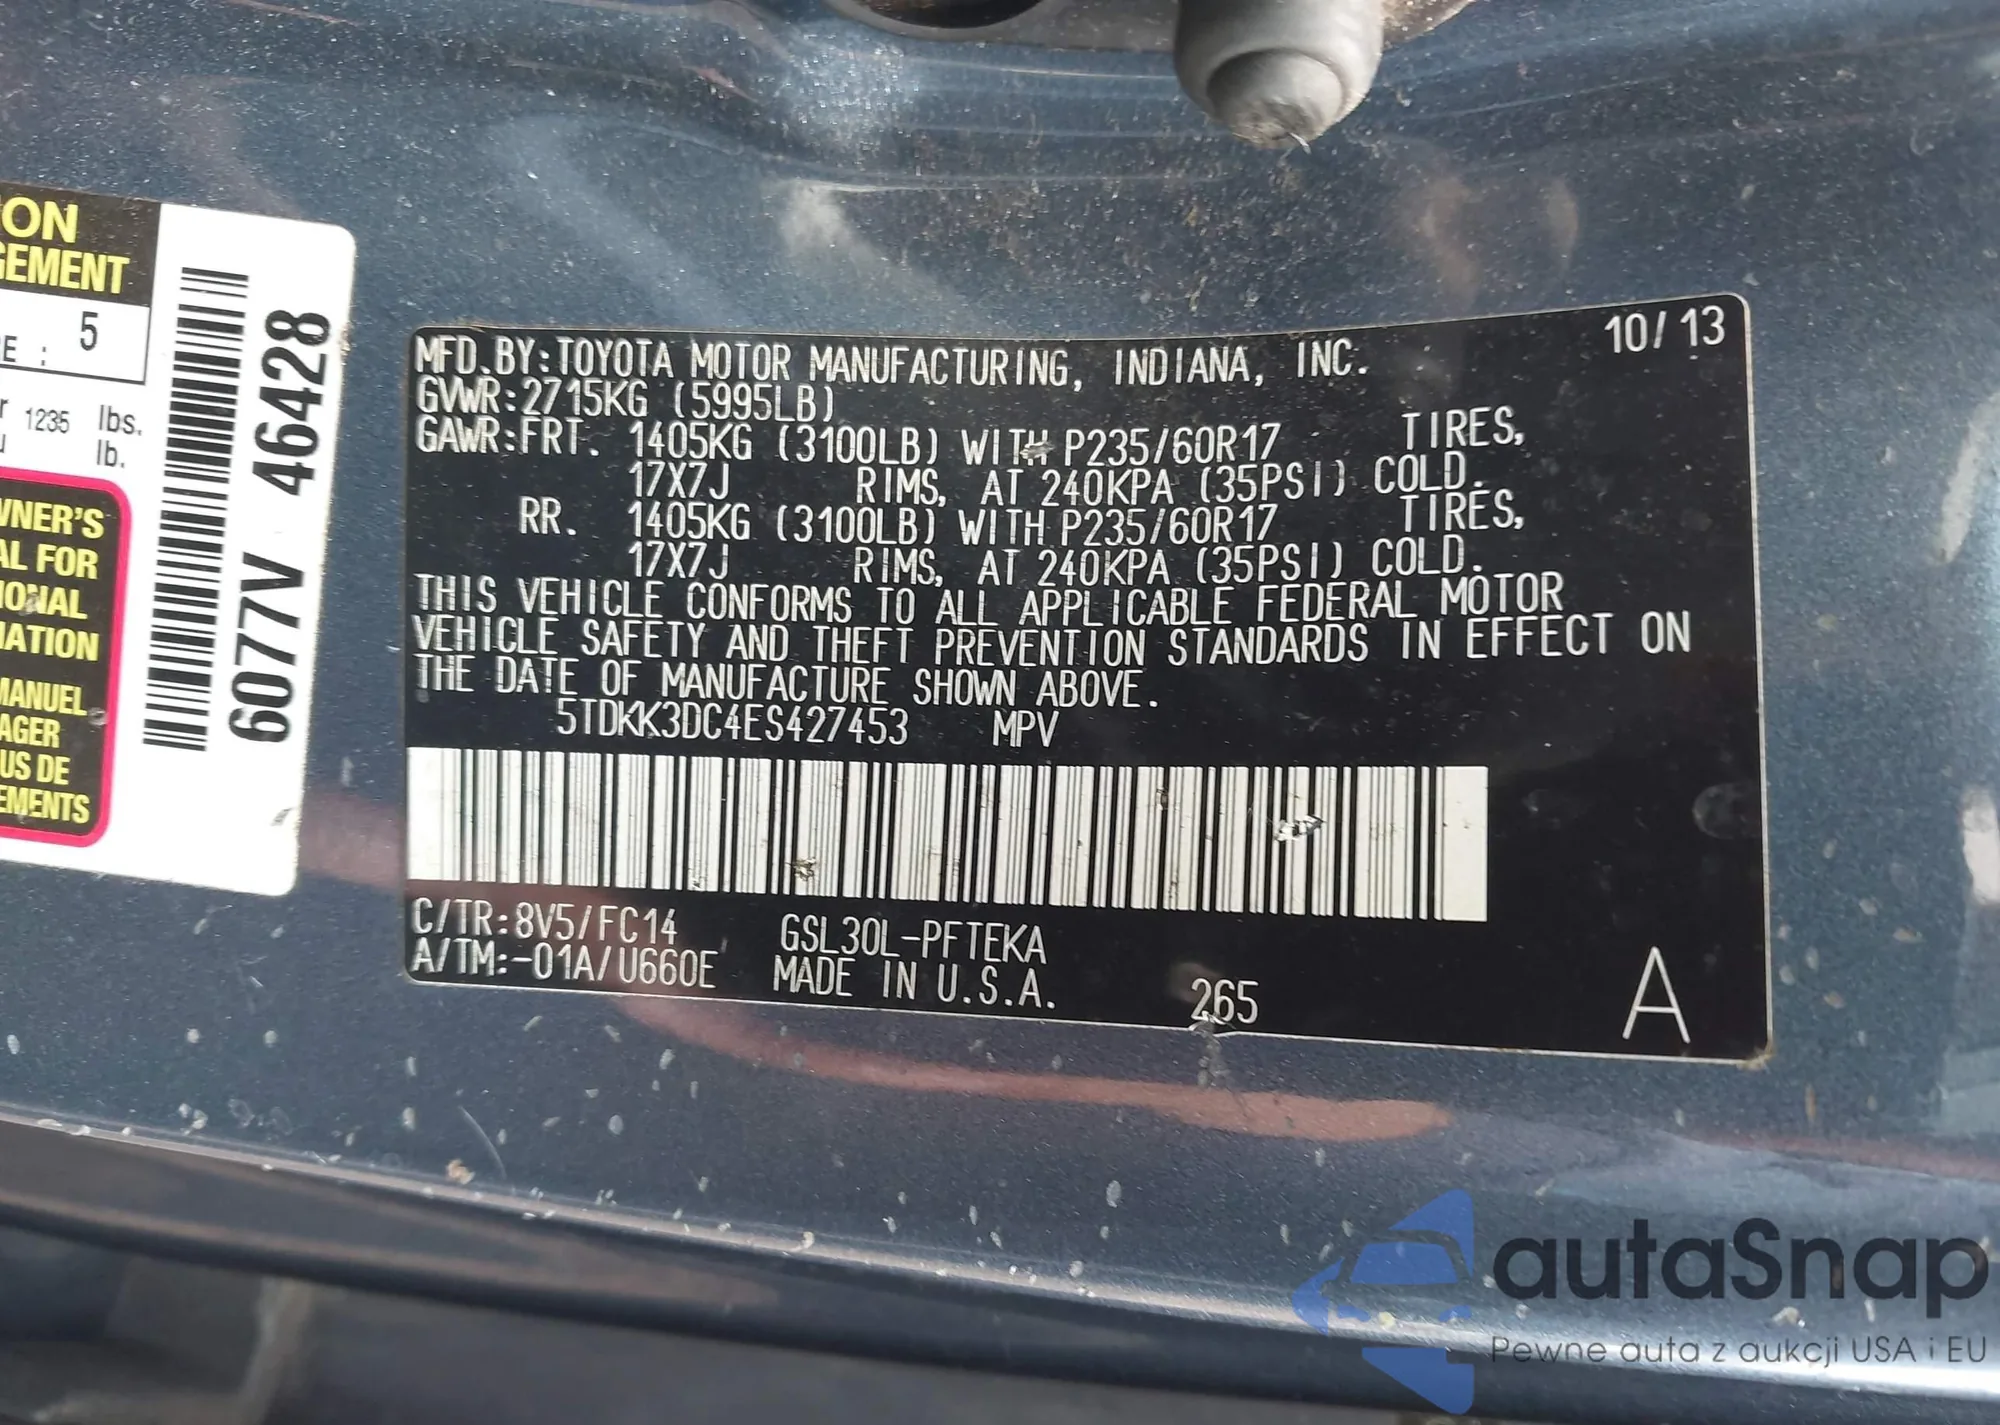 ON
GEMENT
E : 5
1235 lbs.
lb.
WNER'S
AL FOR
IONAL
MATION
MANUEL
AGER
US DE
EMENTS
6077V 46428
10/13
MFD.BY:TOYOTA MOTOR MANUFACTURING, INDIANA, INC.
GVWR:2715KG (5995LB)
GAWR:FRT. 1405KG (3100LB) WITH P235/60R17 TIRES,
17X7J RIMS, AT 240KPA (35PSI) COLD.
RR. 1405KG (3100LB) WITH P235/60R17 TIRES,
17X7J RIMS, AT 240KPA (35PSI) COLD.
THIS VEHICLE CONFORMS TO ALL APPLICABLE FEDERAL MOTOR
VEHICLE SAFETY AND THEFT PREVENTION STANDARDS IN EFFECT ON
THE DATE OF MANUFACTURE SHOWN ABOVE.
5TDKK3DC4ES427453 MPV
C/TR:8V5/FC14 GSL30L-PFTEKA
A/TM:-01A/U660E MADE IN U.S.A. 265 A
autaSnap
Pewne auta z aukcji USA i EU